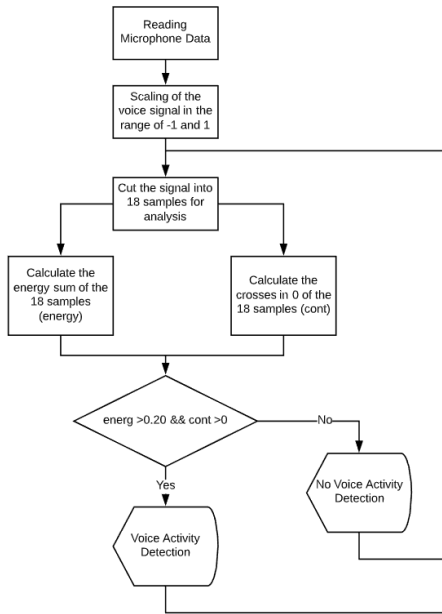 Reading
Microphone Data
Scaling of the
voice signal in the
range of -1 and 1
Cut the signal into
18 samples for
analysis
Calculate the
energy sum of the
18 samples
(energy)
Calculate the
crosses in 0 of the
18 samples (cont)
energ >0.20 && cont >0
No
No Voice Activity
Detection
Yes
Voice Activity
Detection